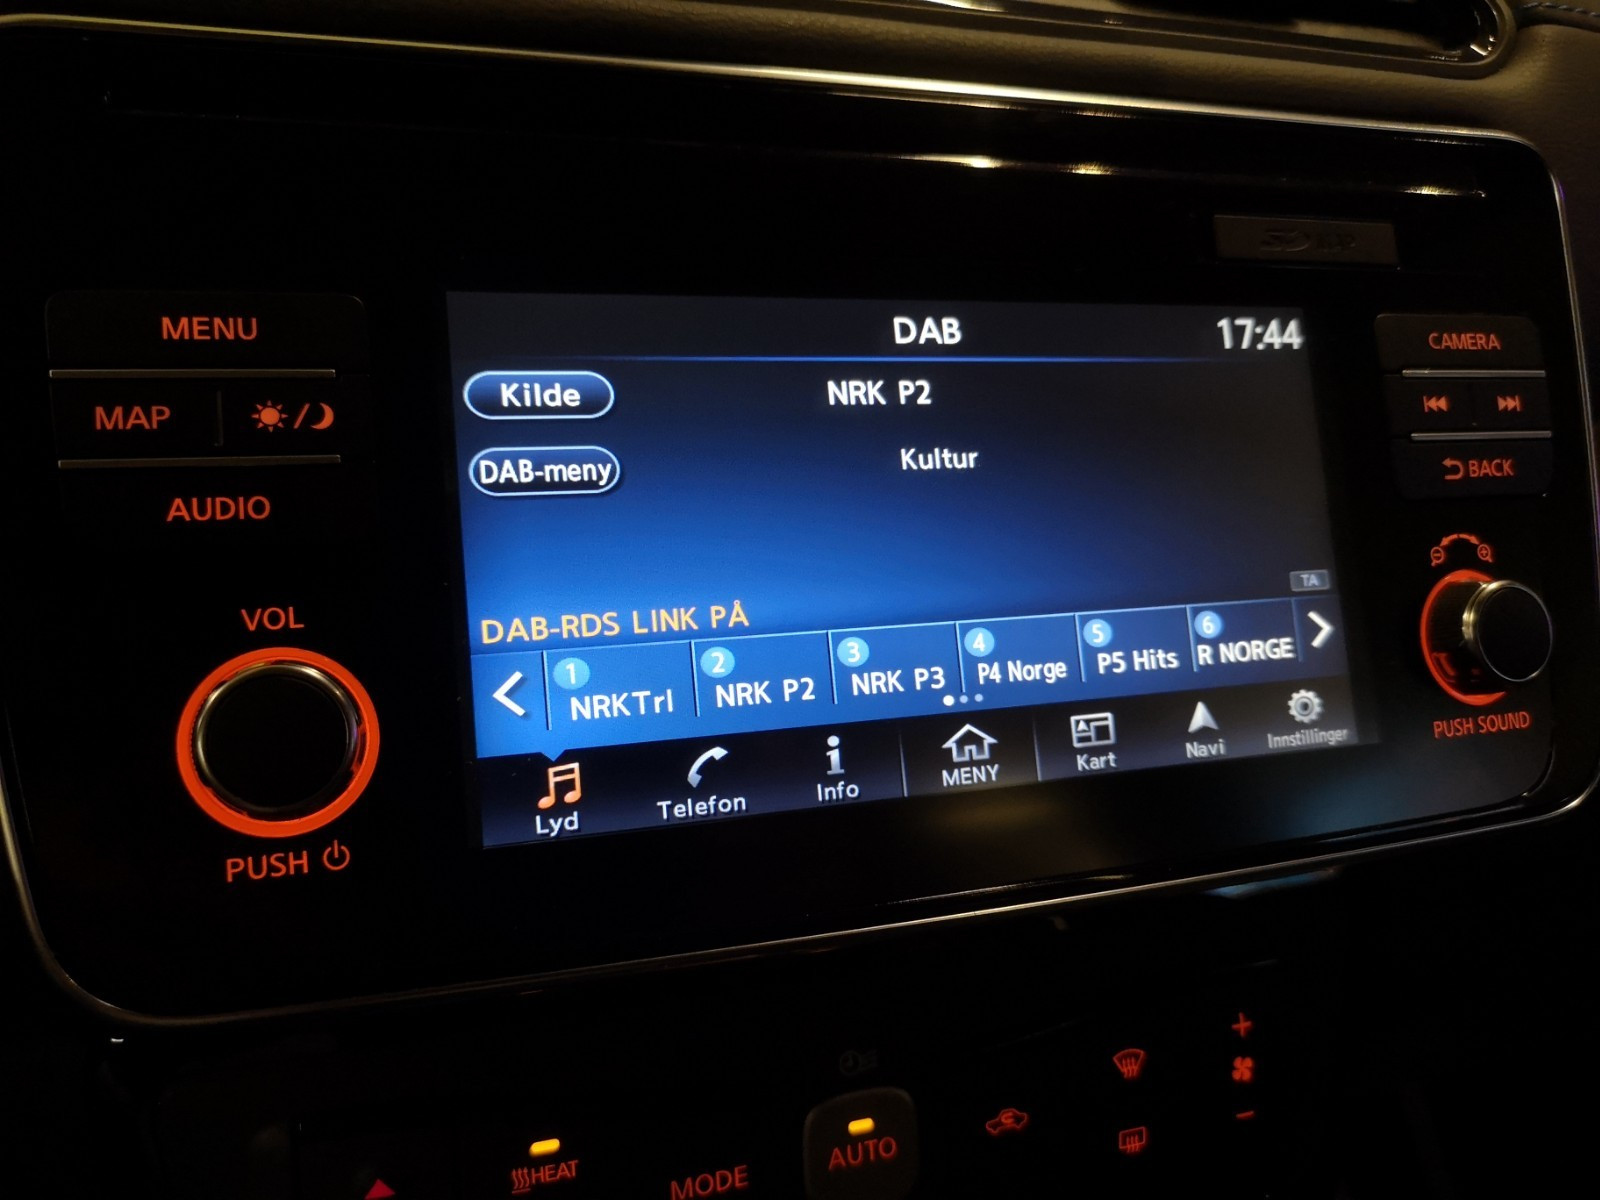 MENU
MAP
AUDIO
VOL
PUSH
DAB
17:44
Kilde
NRK P2
DAB-meny
Kultur
TA
DAB-RDS LINK PÅ
1 NRKTrl
2 NRK P2
3 NRK P3
4 P4 Norge
5 P5 Hits
6 R NORGE
Lyd
Telefon
Info
MENY
Kart
Navi
Innstillinger
CAMERA
BACK
PUSH SOUND
HEAT
MODE
AUTO